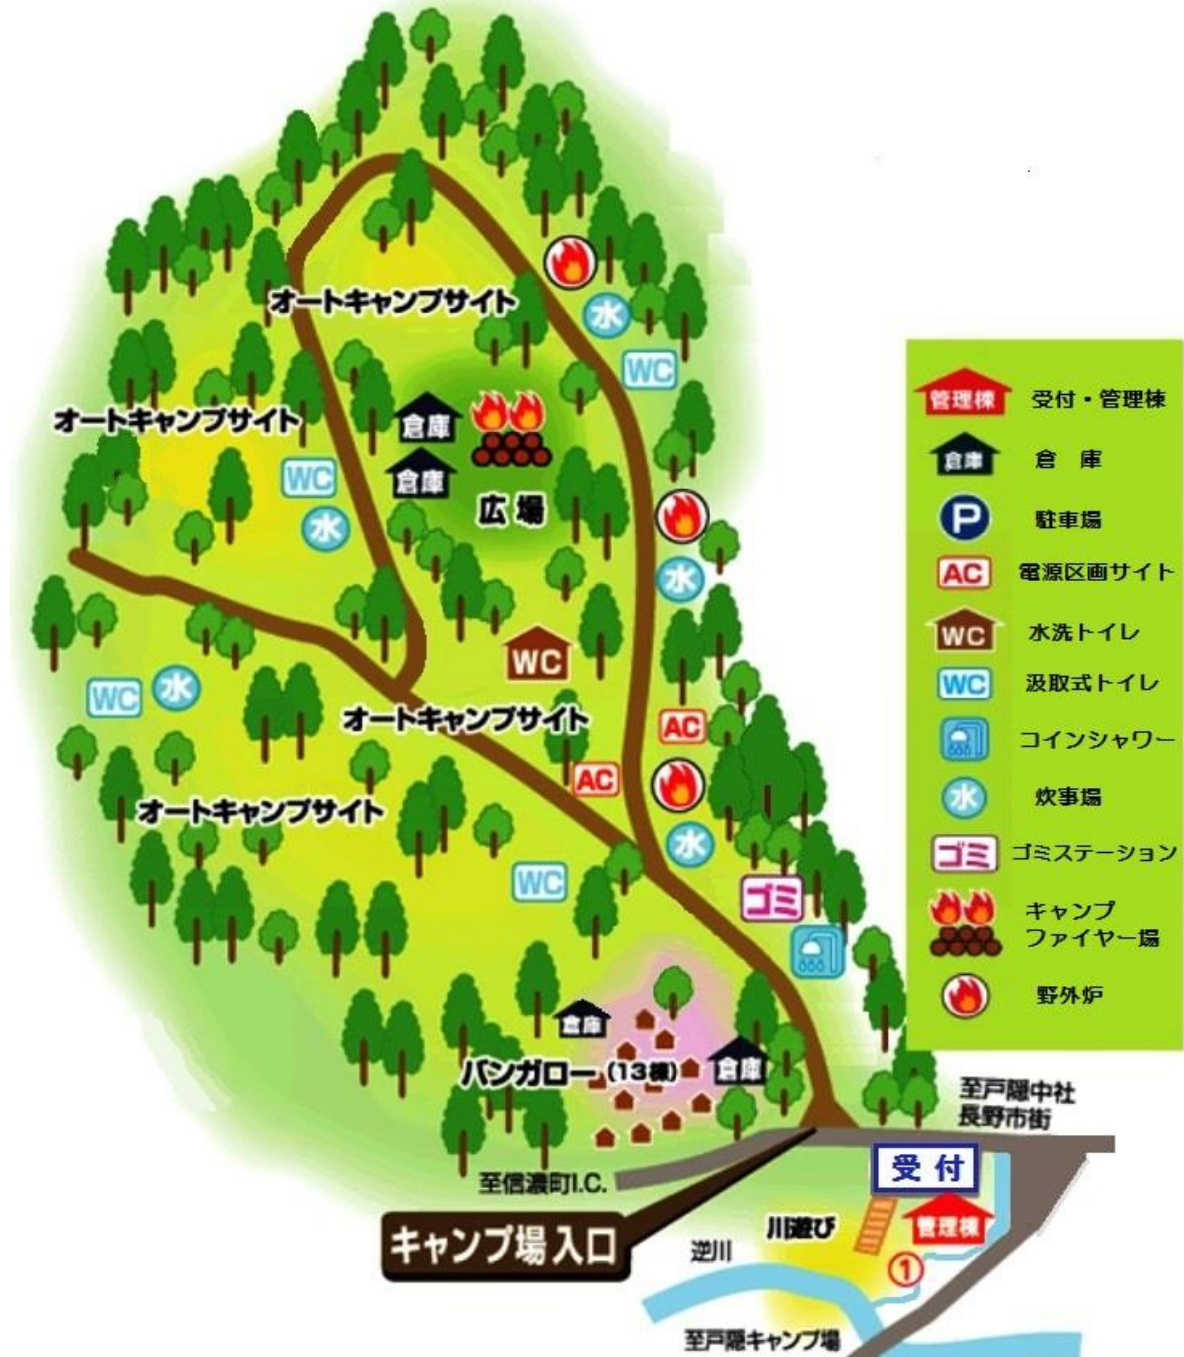 オートキャンプサイト
水
WC
オートキャンプサイト
倉庫
倉庫
広場
WC
水
水
WC
WC
水
オートキャンプサイト
AC
AC
オートキャンプサイト
水
WC
ゴミ
倉庫
バンガロー(13棟)
倉庫
至戸隠中社
長野市街
至信濃町I.C.
受付
キャンプ場入口
川遊び
管理棟
①
逆川
至戸隠キャンプ場
管理棟 受付・管理棟
倉庫 倉庫
P 駐車場
AC 電源区画サイト
WC 水洗トイレ
WC 汲取式トイレ
コインシャワー
水 炊事場
ゴミ ゴミステーション
キャンプ
ファイヤー場
野外炉